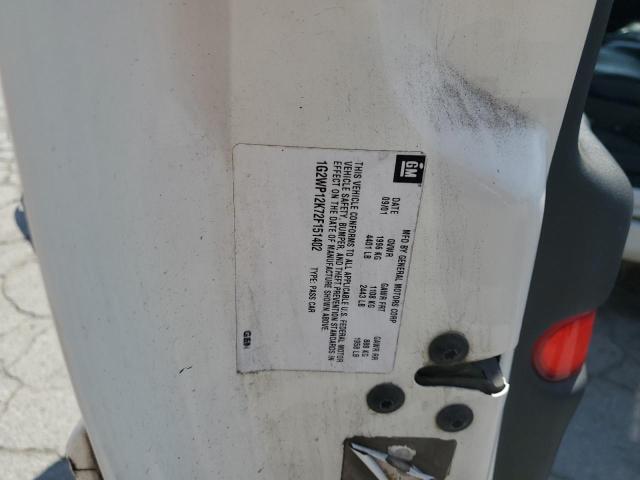 GM
MFD BY GENERAL MOTORS CORP
DATE GVWR GAWR FRT GAWR RR
09/01 1996 KG 1108 KG 888 KG
4401 LB 2443 LB 1958 LB
THIS VEHICLE CONFORMS TO ALL APPLICABLE U.S. FEDERAL MOTOR
VEHICLE SAFETY, BUMPER, AND THEFT PREVENTION STANDARDS IN
EFFECT ON THE DATE OF MANUFACTURE SHOWN ABOVE.
1G2WP12K72F151402 TYPE: PASS CAR